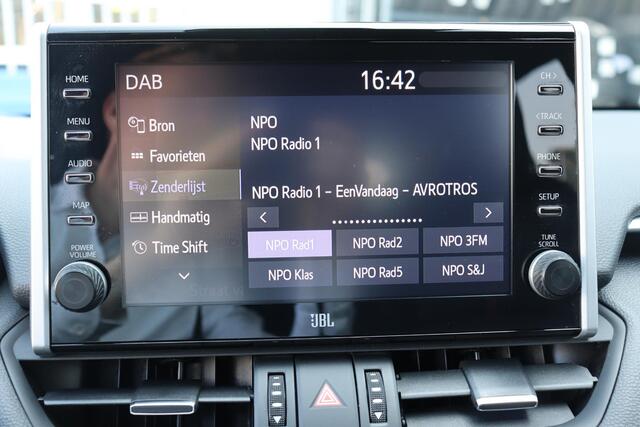 DAB
16:42
HOME
MENU
AUDIO
MAP
POWER
VOLUME
Bron
Favorieten
Zenderlijst
Handmatig
Time Shift
NPO
NPO Radio 1
NPO Radio 1 - EenVandaag - AVROTROS
< >
NPO Rad1 NPO Rad2 NPO 3FM
NPO Klas NPO Rad5 NPO S&J
CH >
< TRACK
PHONE
SETUP
TUNE
SCROLL
JBL